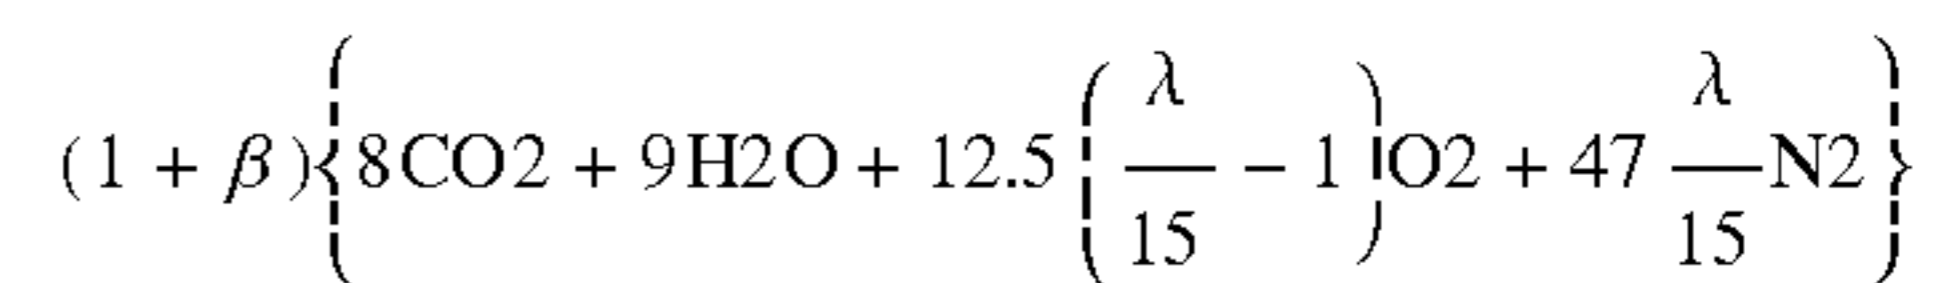 (1 + β){8CO2 + 9H2O + 12.5(λ/15 − 1)O2 + 47 λ/15 N2}